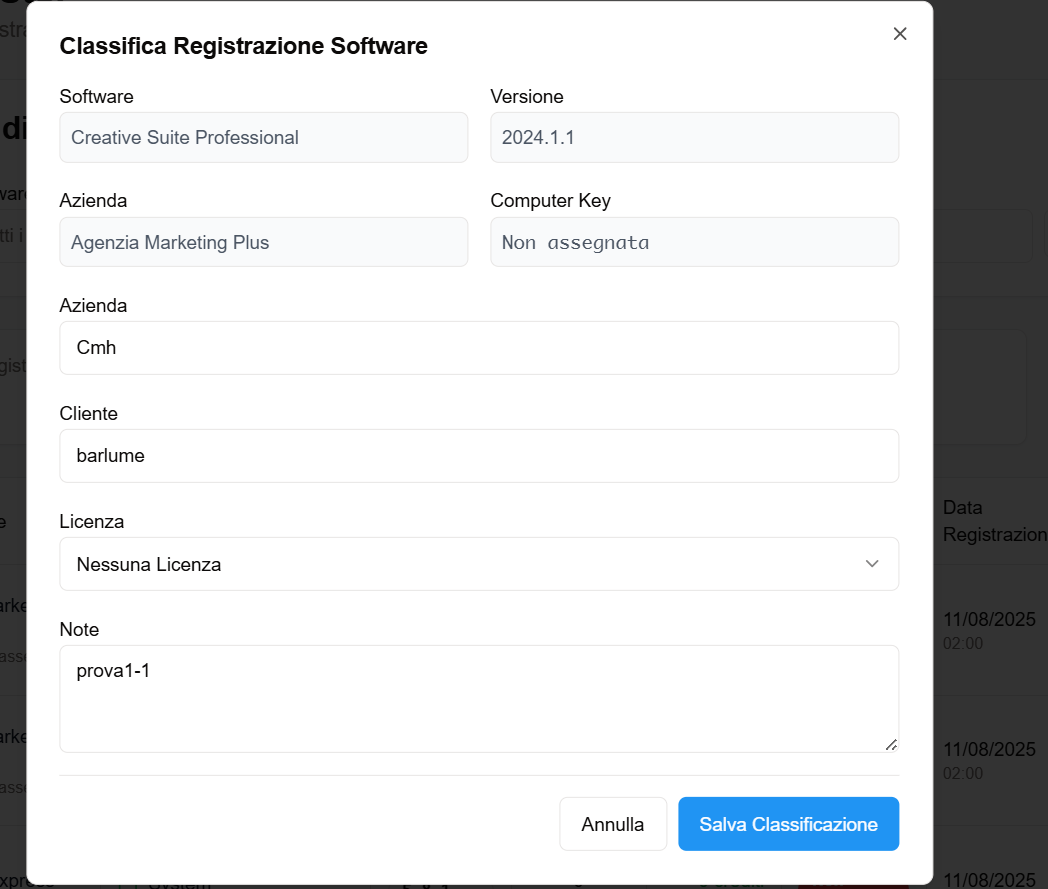 Classifica Registrazione Software
Software
Versione
Creative Suite Professional
2024.1.1
Azienda
Computer Key
Agenzia Marketing Plus
Non assegnata
Azienda
Cmh
Cliente
barlume
Licenza
Nessuna Licenza
Note
prova1-1
Annulla
Salva Classificazione
di
Data
Registrazion
11/08/2025
02:00
11/08/2025
02:00
11/08/2025